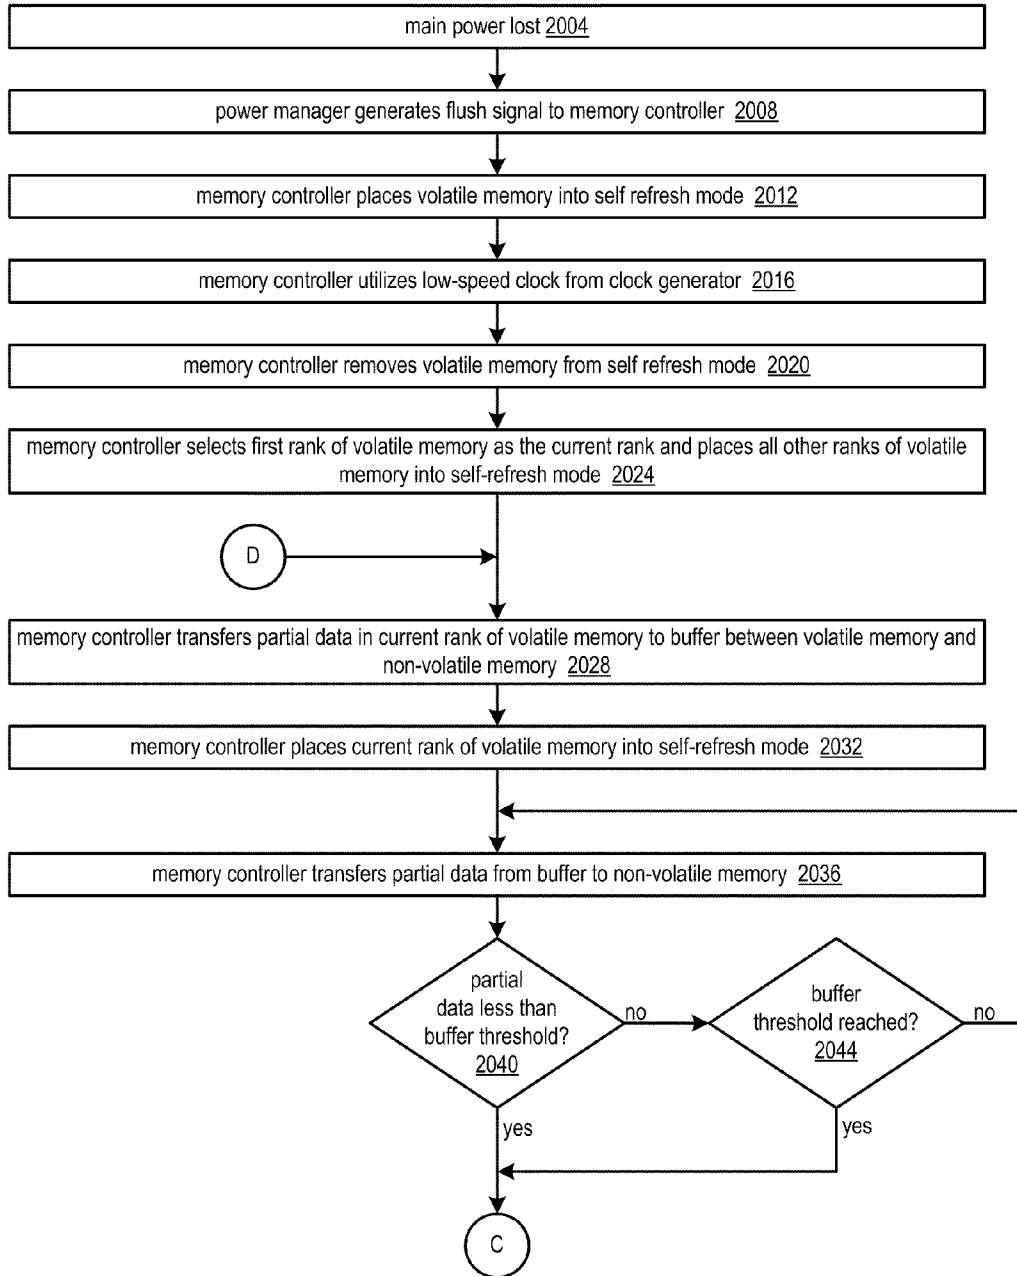 main power lost 2004
power manager generates flush signal to memory controller 2008
memory controller places volatile memory into self refresh mode 2012
memory controller utilizes low-speed clock from clock generator 2016
memory controller removes volatile memory from self refresh mode 2020
memory controller selects first rank of volatile memory as the current rank and places all other ranks of volatile
memory into self-refresh mode 2024
D
memory controller transfers partial data in current rank of volatile memory to buffer between volatile memory and
non-volatile memory 2028
memory controller places current rank of volatile memory into self-refresh mode 2032
memory controller transfers partial data from buffer to non-volatile memory 2036
partial
data less than
buffer threshold?
2040
no
buffer
threshold reached?
2044
no
yes
yes
C